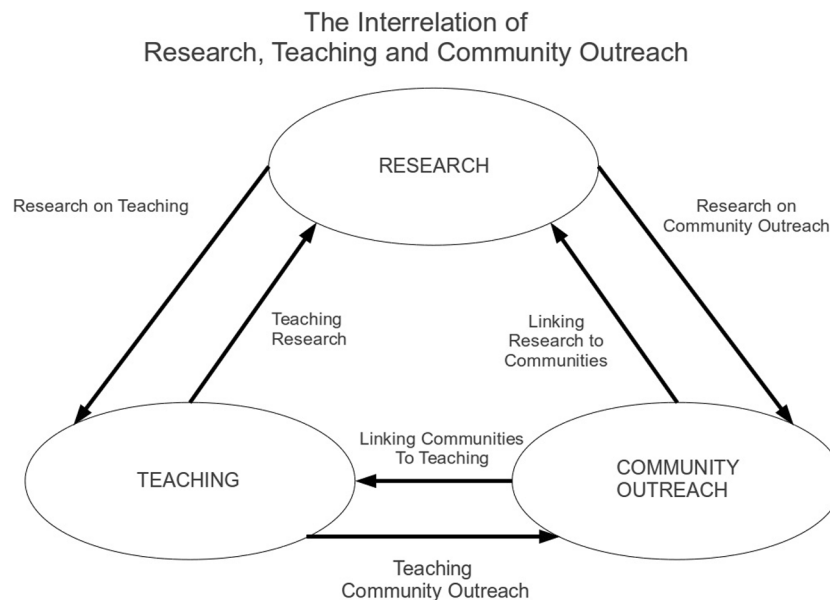 The Interrelation of
Research, Teaching and Community Outreach
RESEARCH
Research on Teaching
Research on
Community Outreach
Teaching
Research
Linking
Research to
Communities
Linking Communities
To Teaching
TEACHING
COMMUNITY
OUTREACH
Teaching
Community Outreach